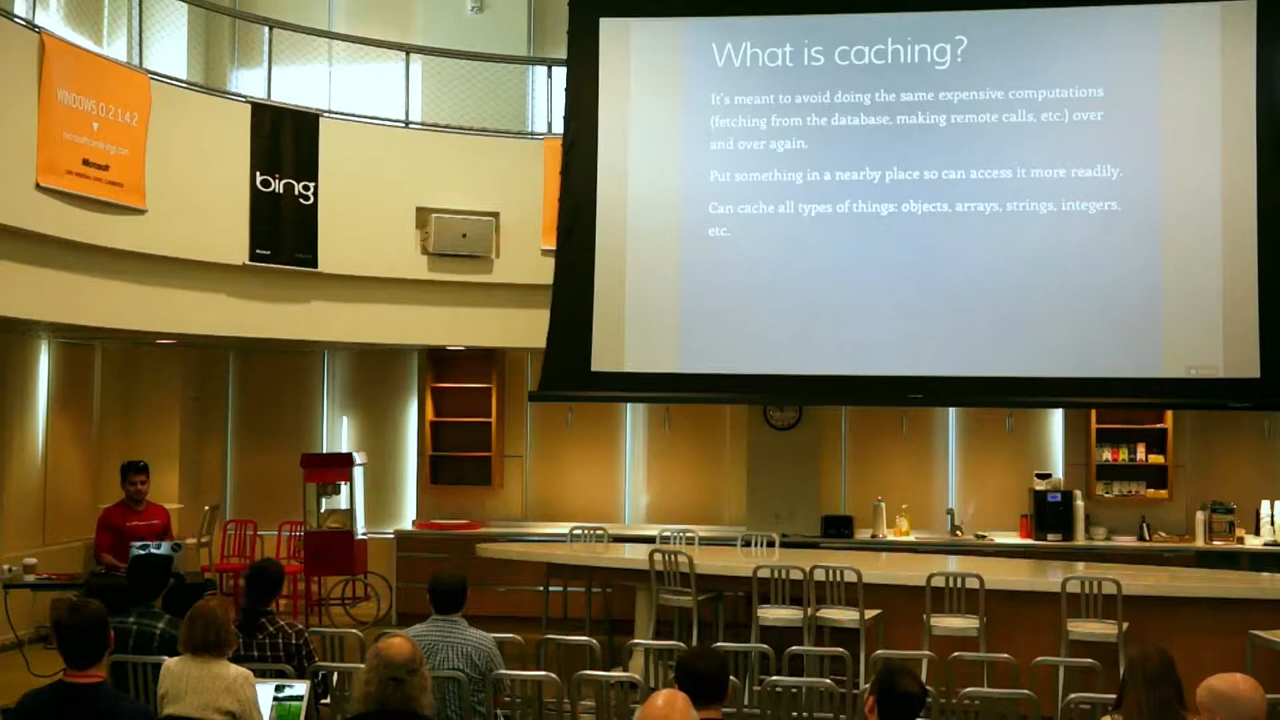 What is caching?
It's meant to avoid doing the same expensive computations
(fetching from the database, making remote calls, etc.) over
and over again.
Put something in a nearby place so can access it more readily.
Can cache all types of things: objects, arrays, strings, integers,
etc.
WINDOWS 0.2.1.4.2
Microsoft
bing